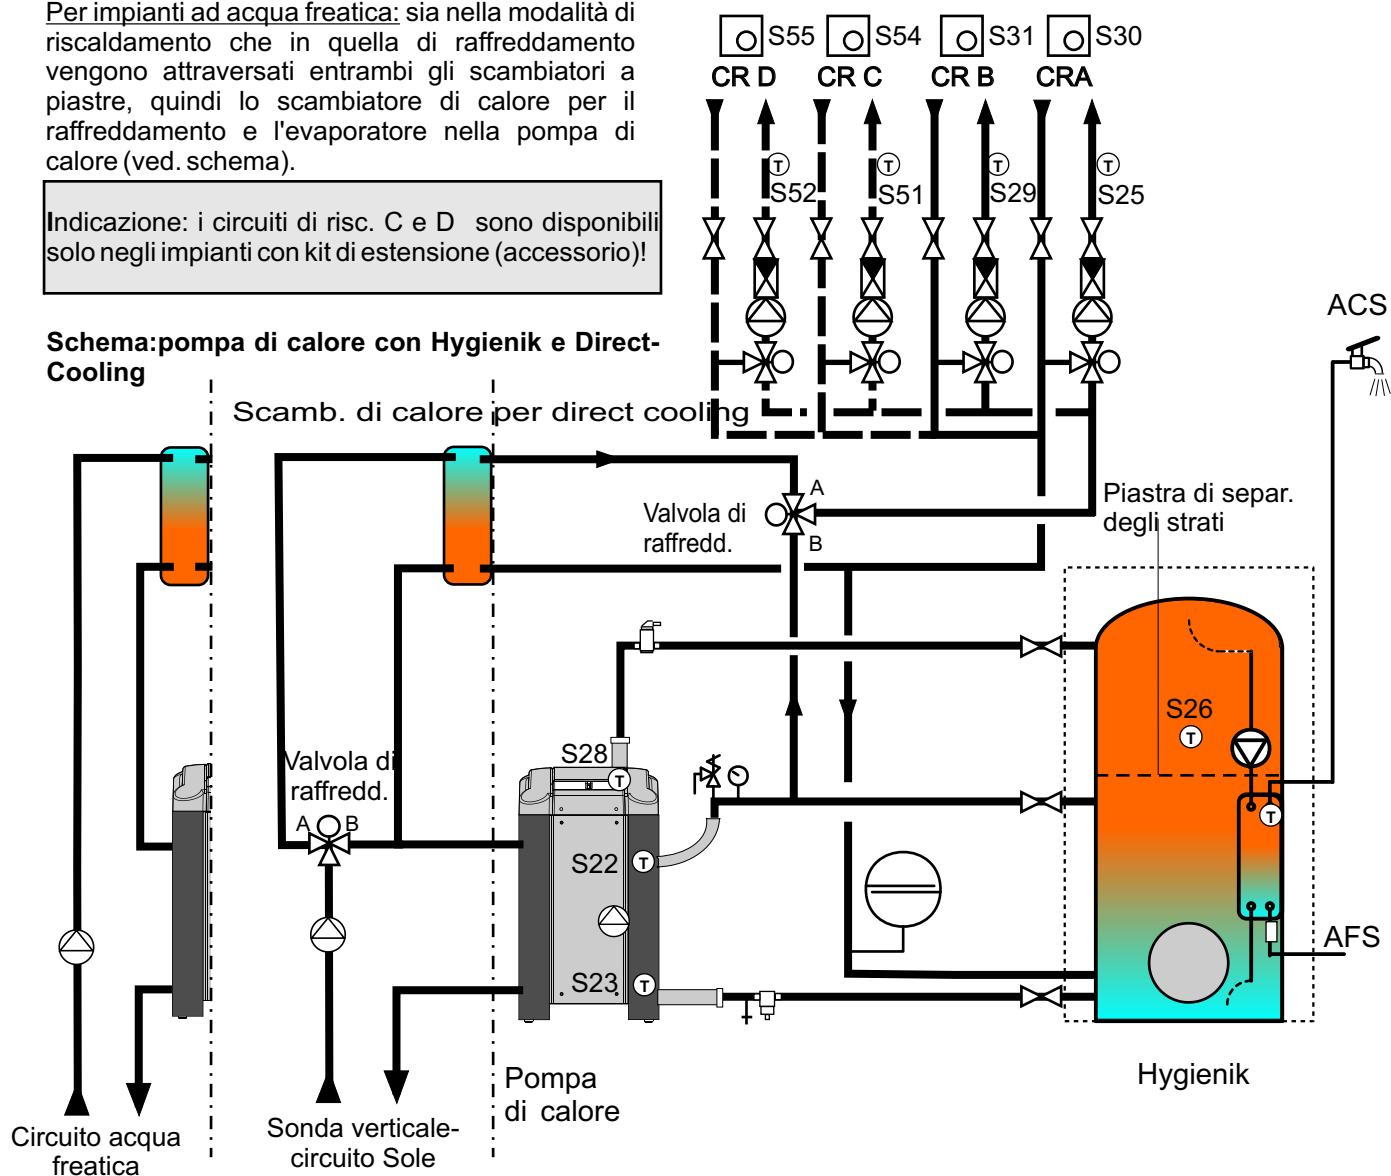 Per impianti ad acqua freatica: sia nella modalità di
riscaldamento che in quella di raffreddamento
vengono attraversati entrambi gli scambiatori a
piastre, quindi lo scambiatore di calore per il
raffreddamento e l'evaporatore nella pompa di
calore (ved. schema).
Indicazione: i circuiti di risc. C e D sono disponibili
solo negli impianti con kit di estensione (accessorio)!
Schema:pompa di calore con Hygienik e Direct-
Cooling
Scamb. di calore per direct cooling
S55 S54 S31 S30
CR D CR C CR B CRA
T T T T
S52 S51 S29 S25
ACS
Valvola di
raffredd.
A
B
Piastra di separ.
degli strati
S26
T
S28
T
Valvola di
raffredd.
A B
S22 T
T
S23 T
AFS
Pompa
di calore
Hygienik
Circuito acqua
freatica
Sonda verticale-
circuito Sole